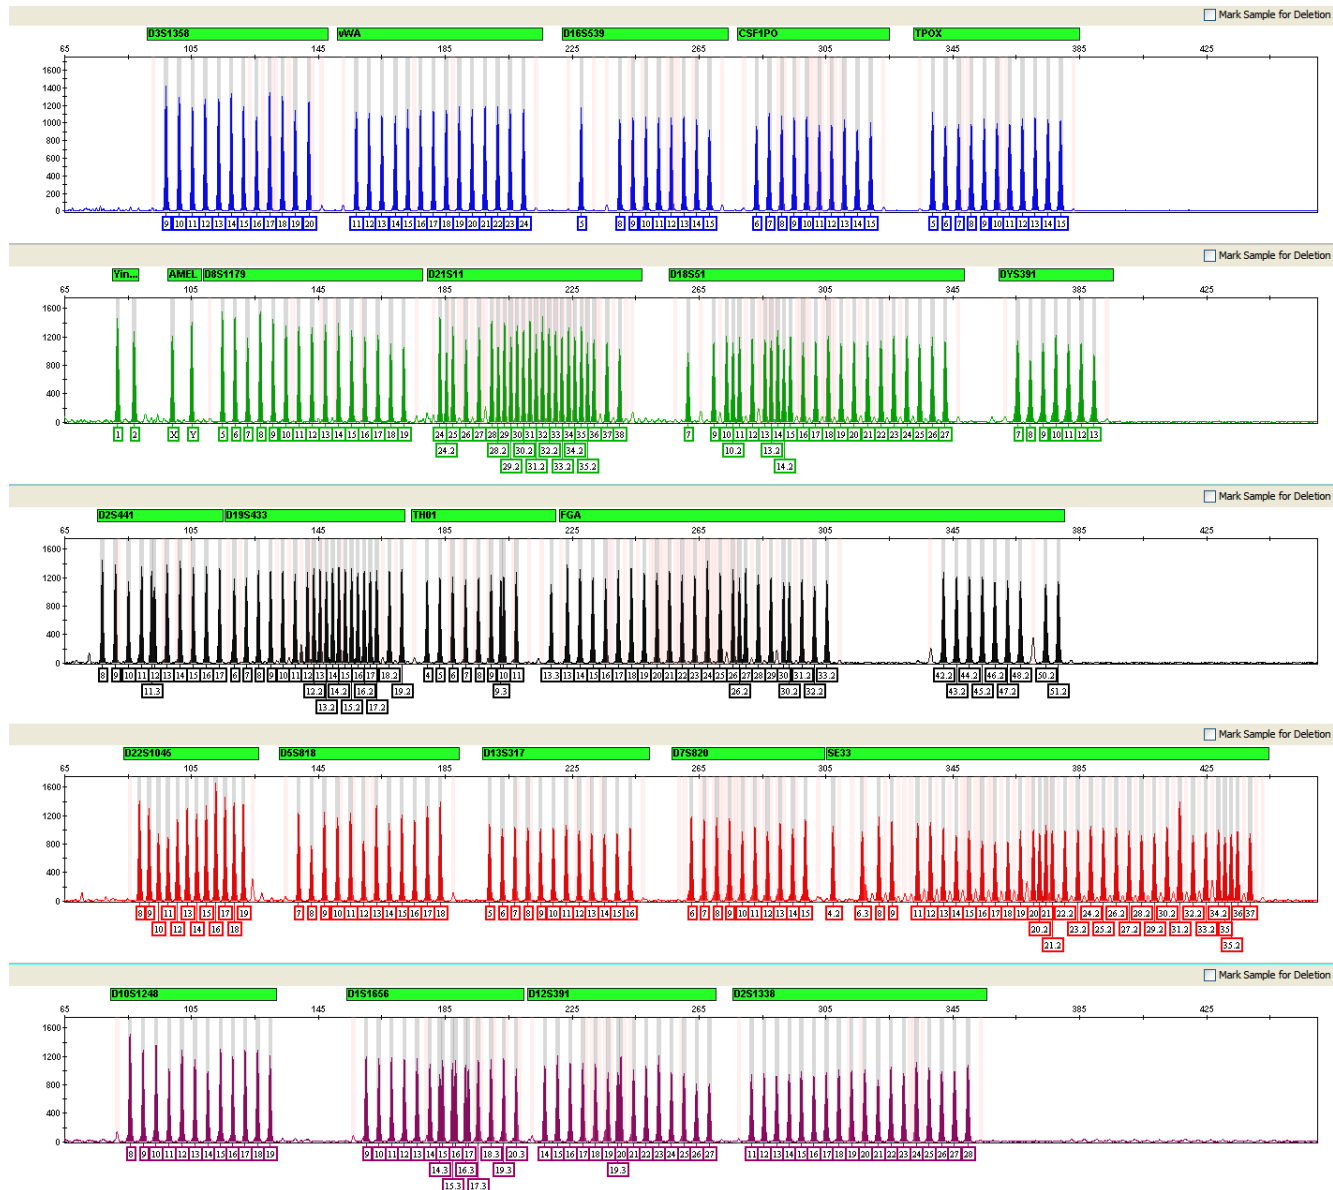 Mark Sample for Deletion
D3S1358 vWA D16S539 CSF1PO TPOX
65 105 145 185 225 265 305 345 385 425
1600
1400
1200
1000
800
600
400
200
0
9 10 11 12 13 14 15 16 17 18 19 20 11 12 13 14 15 16 17 18 19 20 21 22 23 24 5 8 9 10 11 12 13 14 15 6 7 8 9 10 11 12 13 14 15 5 6 7 8 9 10 11 12 13 14 15
Mark Sample for Deletion
Yin... AMEL D8S1179 D21S11 D18S51 DYS391
65 105 145 185 225 265 305 345 385 425
1600
1200
800
400
0
1 2 X Y 5 6 7 8 9 10 11 12 13 14 15 16 17 18 19 24 25 26 27 28 29 30 31 32 33 34 35 36 37 38 7 9 10 11 12 13 14 15 16 17 18 19 20 21 22 23 24 25 26 27 7 8 9 10 11 12 13
24.2 28.2 30.2 32.2 34.2 10.2 13.2
29.2 31.2 33.2 35.2 14.2
Mark Sample for Deletion
D2S441 D19S433 TH01 FGA
65 105 145 185 225 265 305 345 385 425
1600
1200
800
400
0
8 9 10 11 12 13 14 15 16 17 6 7 8 9 10 11 12 13 14 15 16 17 18.2 4 5 6 7 8 9 10 11 13.3 13 14 15 16 17 18 19 20 21 22 23 24 25 26 27 28 29 30 31.2 33.2 42.2 44.2 46.2 48.2 50.2
11.3 12.2 14.2 16.2 19.2 9.3 26.2 30.2 32.2 43.2 45.2 47.2 51.2
13.2 15.2 17.2
Mark Sample for Deletion
D22S1045 D5S818 D13S317 D7S820 SE33
65 105 145 185 225 265 305 345 385 425
1600
1200
800
400
0
8 9 11 13 15 17 19 7 8 9 10 11 12 13 14 15 16 17 18 5 6 7 8 9 10 11 12 13 14 15 16 6 7 8 9 10 11 12 13 14 15 4.2 6.3 8 9 11 12 13 14 15 16 17 18 19 20 21 22.2 24.2 26.2 28.2 30.2 32.2 34.2 36 37
10 12 14 16 18 20.2 23.2 25.2 27.2 29.2 31.2 33.2 35
21.2 35.2
Mark Sample for Deletion
D10S1248 D1S1656 D12S391 D2S1338
65 105 145 185 225 265 305 345 385 425
1600
1200
800
400
0
8 9 10 11 12 13 14 15 16 17 18 19 9 10 11 12 13 14 15 16 17 18.3 20.3 14 15 16 17 18 19 20 21 22 23 24 25 26 27 11 12 13 14 15 16 17 18 19 20 21 22 23 24 25 26 27 28
14.3 16.3 19.3 19.3
15.3 17.3